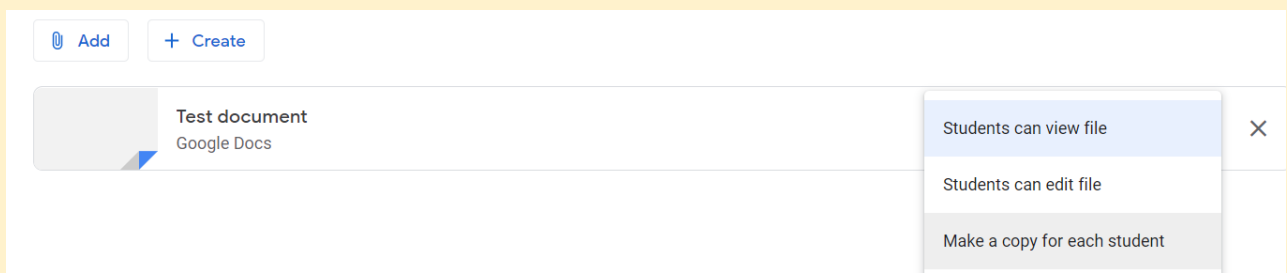 Add
Create
Test document
Google Docs
Students can view file
Students can edit file
Make a copy for each student